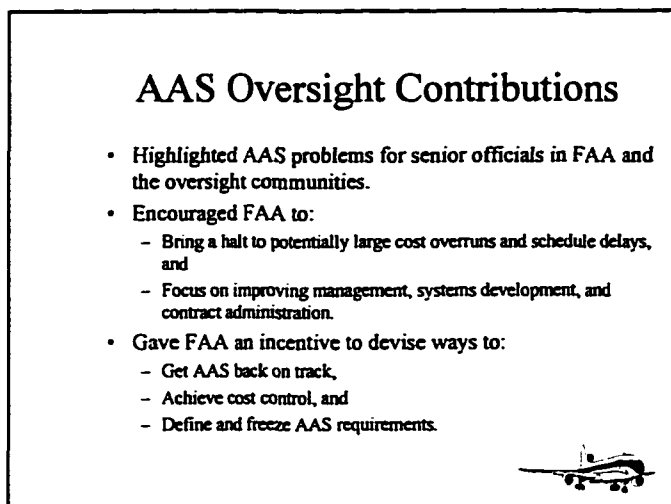 AAS Oversight Contributions
• Highlighted AAS problems for senior officials in FAA and
the oversight communities.
• Encouraged FAA to:
– Bring a halt to potentially large cost overruns and schedule delays,
and
– Focus on improving management, systems development, and
contract administration.
• Gave FAA an incentive to devise ways to:
– Get AAS back on track,
– Achieve cost control, and
– Define and freeze AAS requirements.